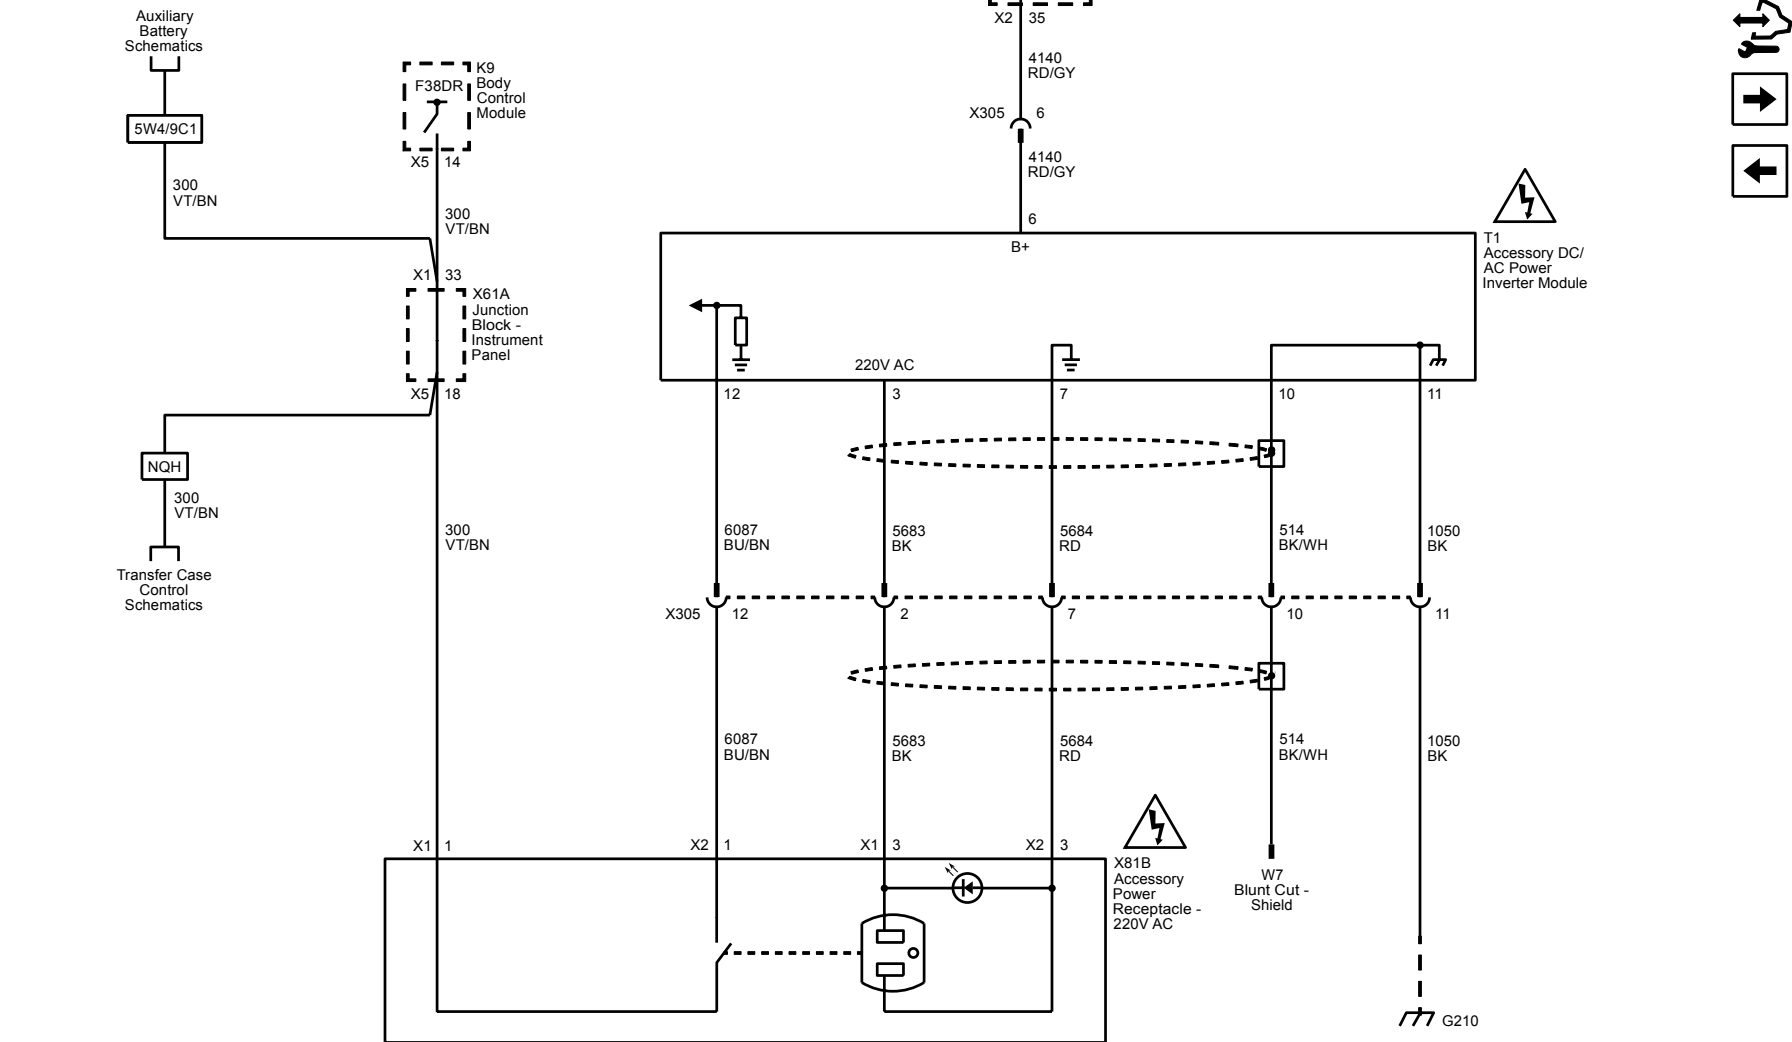 Auxiliary
Battery
Schematics
5W4/9C1
300
VT/BN
F38DR
K9
Body
Control
Module
X5 14
300
VT/BN
X1 33
X61A
Junction
Block -
Instrument
Panel
X5 18
NQH
300
VT/BN
Transfer Case
Control
Schematics
300
VT/BN
X2 35
4140
RD/GY
X305 6
4140
RD/GY
6
B+
T1
Accessory DC/
AC Power
Inverter Module
220V AC
12 3 7 10 11
6087
BU/BN
5683
BK
5684
RD
514
BK/WH
1050
BK
X305 12 2 7 10 11
6087
BU/BN
5683
BK
5684
RD
514
BK/WH
1050
BK
X1 1 X2 1 X1 3 X2 3
X81B
Accessory
Power
Receptacle -
220V AC
W7
Blunt Cut -
Shield
G210